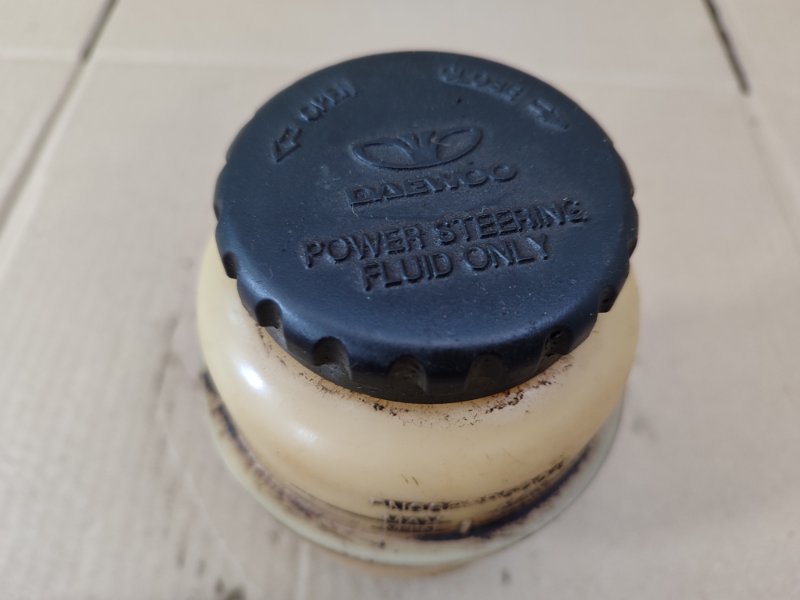 OPEN
CLOSE
DAEWOO
POWER STEERING
FLUID ONLY